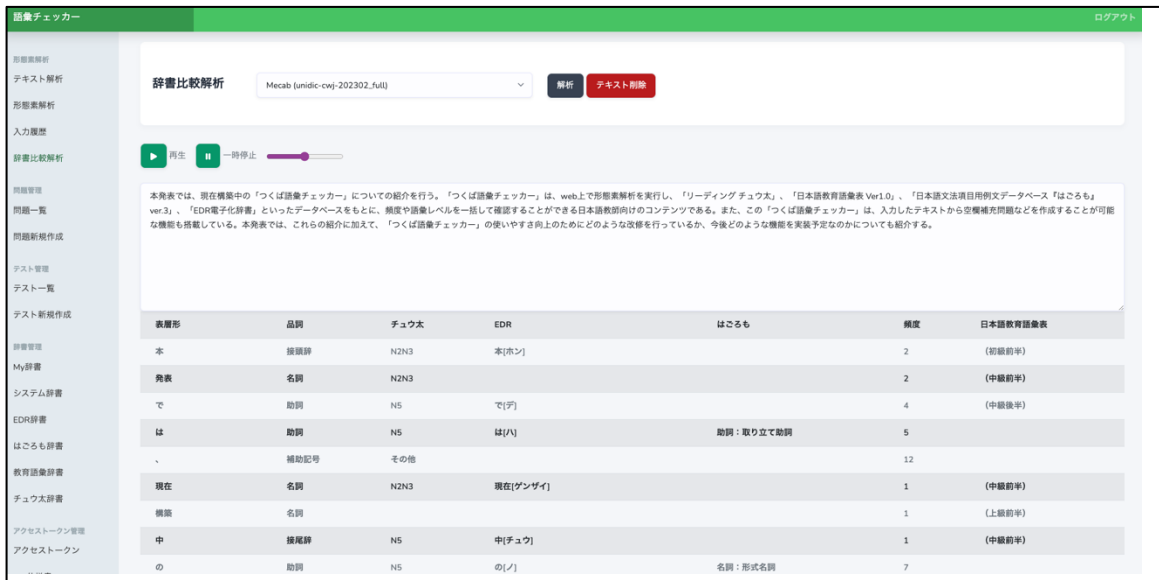 語彙チェッカー
ログアウト
形態素解析
テキスト解析
形態素解析
入力履歴
辞書比較解析
問題管理
問題一覧
問題新規作成
テスト管理
テスト一覧
テスト新規作成
辞書管理
My辞書
システム辞書
EDR辞書
はごろも辞書
教育語彙辞書
チュウ太辞書
アクセストークン管理
アクセストークン
辞書比較解析
Mecab (unidic-cwj-202302_full)
解析
テキスト削除
再生
一時停止
本発表では、現在構築中の「つくば語彙チェッカー」についての紹介を行う。「つくば語彙チェッカー」は、web上で形態素解析を実行し、「リーディング チュウ太」、「日本語教育語彙表 Ver1.0」、「日本語文法項目用例文データベース『はごろも』
ver.3」、「EDR電子化辞書」といったデータベースをもとに、頻度や語彙レベルを一括して確認することができる日本語教師向けのコンテンツである。また、この「つくば語彙チェッカー」は、入力したテキストから空欄補充問題などを作成することが可能
な機能も搭載している。本発表では、これらの紹介に加えて、「つくば語彙チェッカー」の使いやすさ向上のためにどのような改修を行っているか、今後どのような機能を実装予定なのかについても紹介する。
表層形 品詞 チュウ太 EDR はごろも 頻度 日本語教育語彙表
本 接頭辞 N2N3 本[ホン] 2 （初級前半）
発表 名詞 N2N3 2 （中級前半）
で 助詞 N5 で[デ] 4 （中級後半）
は 助詞 N5 は[ハ] 助詞：取り立て助詞 5
、 補助記号 その他 12
現在 名詞 N2N3 現在[ゲンザイ] 1 （中級前半）
構築 名詞 1 （上級前半）
中 接尾辞 N5 中[チュウ] 1 （中級前半）
の 助詞 N5 の[ノ] 名詞：形式名詞 7